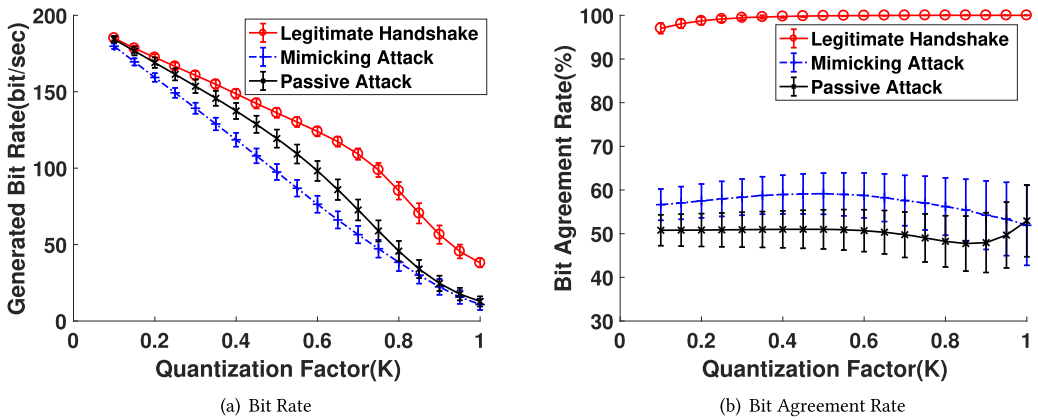 Generated Bit Rate(bit/sec)
200
150
100
50
0
0
0.2
0.4
0.6
0.8
1
Quantization Factor(K)
Legitimate Handshake
Mimicking Attack
Passive Attack
(a) Bit Rate
Bit Agreement Rate(%)
100
90
80
70
60
50
40
30
0
0.2
0.4
0.6
0.8
1
Quantization Factor(K)
Legitimate Handshake
Mimicking Attack
Passive Attack
(b) Bit Agreement Rate